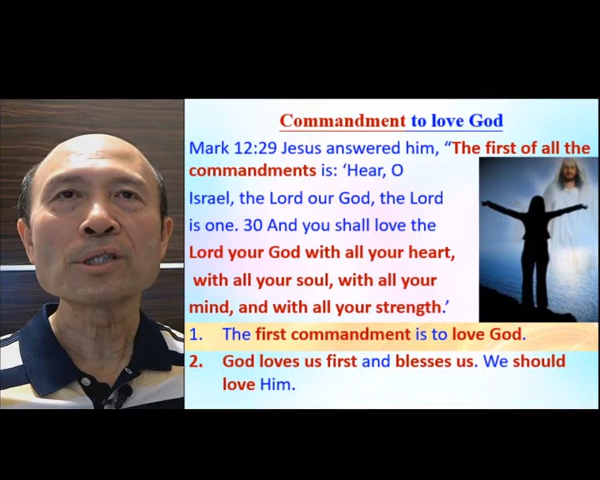 Commandment to love God
Mark 12:29 Jesus answered him, “The first of all the
commandments is: ‘Hear, O
Israel, the Lord our God, the Lord
is one. 30 And you shall love the
Lord your God with all your heart,
with all your soul, with all your
mind, and with all your strength.’
1. The first commandment is to love God.
2. God loves us first and blesses us. We should
love Him.